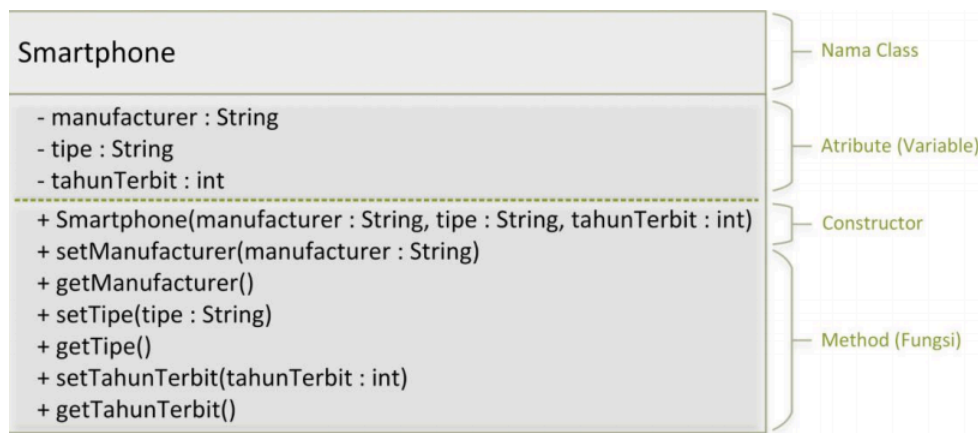 Smartphone
Nama Class
- manufacturer : String
- tipe : String
- tahunTerbit : int
Atribute (Variable)
+ Smartphone(manufacturer : String, tipe : String, tahunTerbit : int)
Constructor
+ setManufacturer(manufacturer : String)
+ getManufacturer()
+ setTipe(tipe : String)
+ getTipe()
+ setTahunTerbit(tahunTerbit : int)
+ getTahunTerbit()
Method (Fungsi)